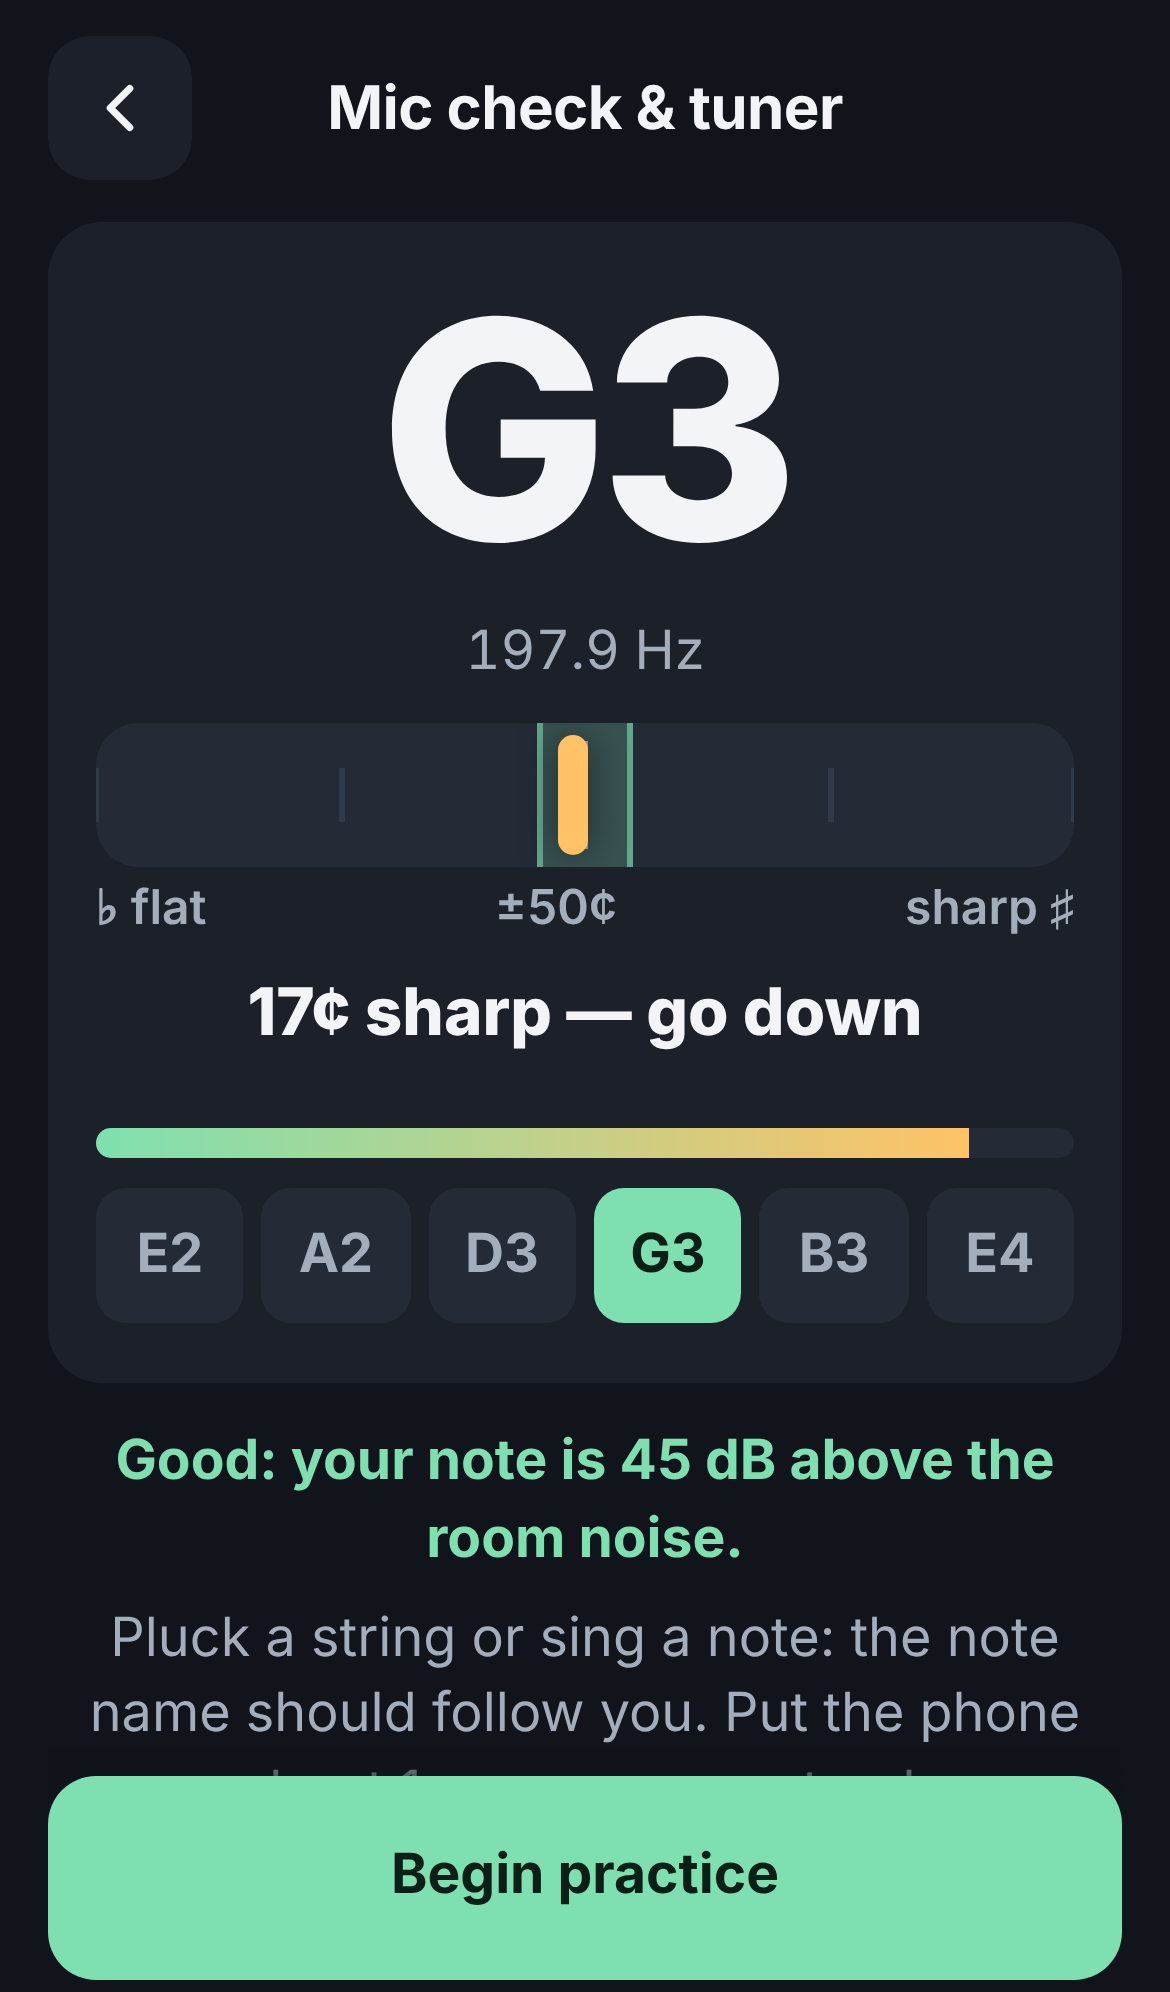 Mic check & tuner
G3
197.9 Hz
♭ flat ±50¢ sharp ♯
17¢ sharp — go down
E2 A2 D3 G3 B3 E4
Good: your note is 45 dB above the
room noise.
Pluck a string or sing a note: the note
name should follow you. Put the phone
Begin practice